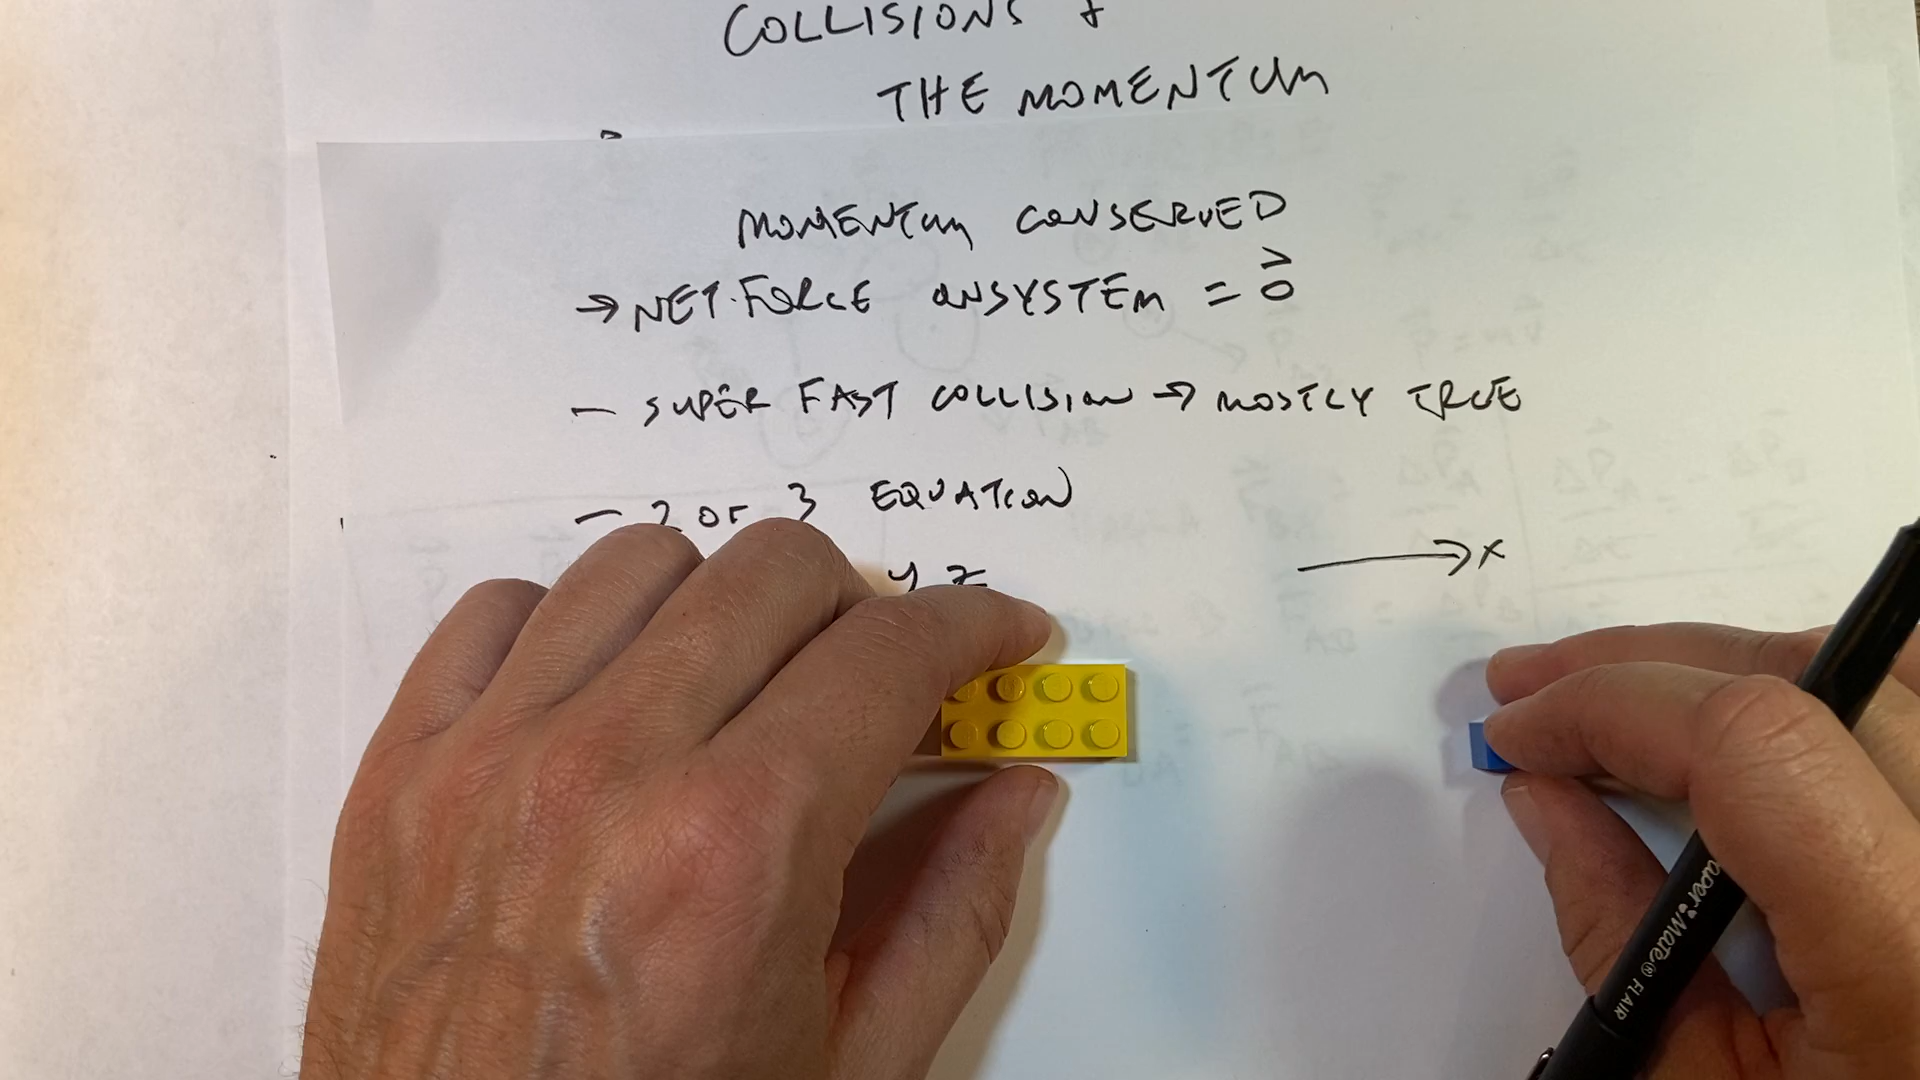 COLLISIONS +
THE MOMENTUM
MOMENTUM CONSERVED
→ NET FORCE ON SYSTEM = 0⃗
– SUPER FAST COLLISION → MOSTLY TRUE
– 2 OR 3 EQUATION
y z
→ x
Paper Mate® FLAIR